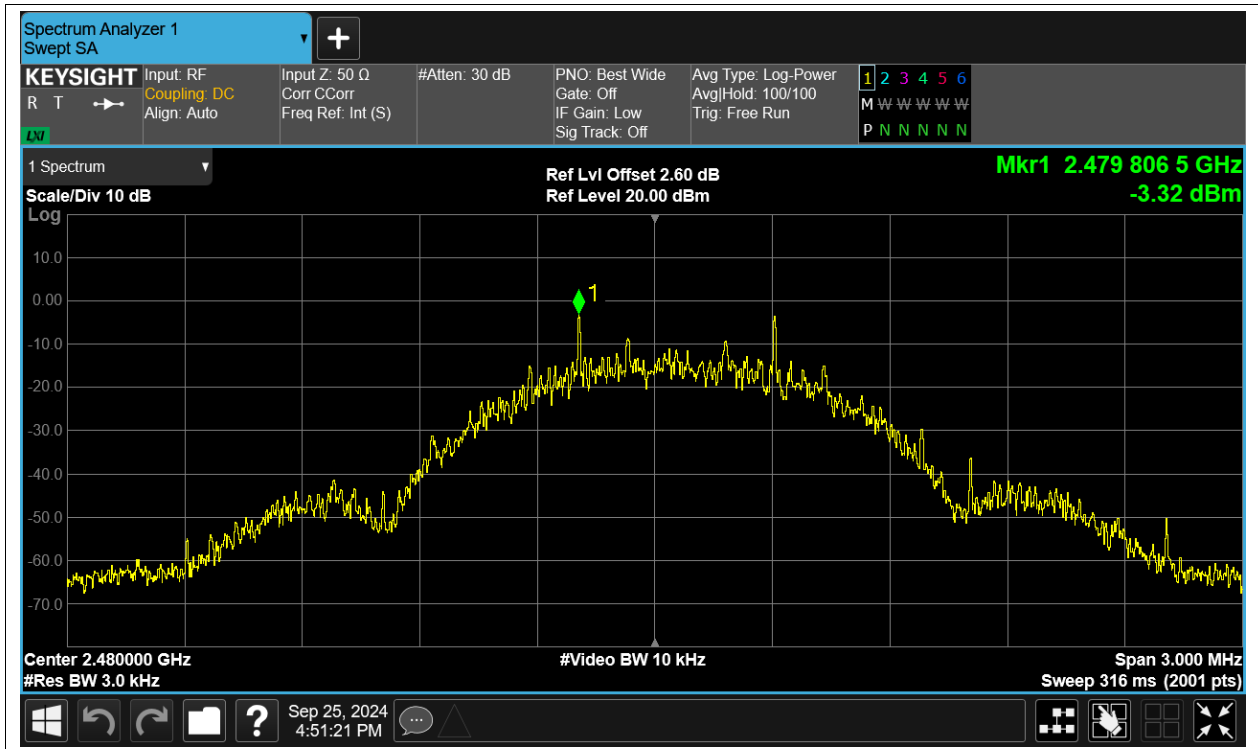 Spectrum Analyzer 1
Swept SA
+
KEYSIGHT
R T
LXI
Input: RF
Coupling: DC
Align: Auto
Input Z: 50 Ω
Corr CCorr
Freq Ref: Int (S)
#Atten: 30 dB
PNO: Best Wide
Gate: Off
IF Gain: Low
Sig Track: Off
Avg Type: Log-Power
Avg|Hold: 100/100
Trig: Free Run
1 2 3 4 5 6
M W W W W W
P N N N N N
1 Spectrum
Scale/Div 10 dB
Ref Lvl Offset 2.60 dB
Ref Level 20.00 dBm
Mkr1 2.479 806 5 GHz
-3.32 dBm
Log
10.0
0.00
-10.0
-20.0
-30.0
-40.0
-50.0
-60.0
-70.0
1
Center 2.480000 GHz
#Res BW 3.0 kHz
#Video BW 10 kHz
Span 3.000 MHz
Sweep 316 ms (2001 pts)
?
Sep 25, 2024
4:51:21 PM